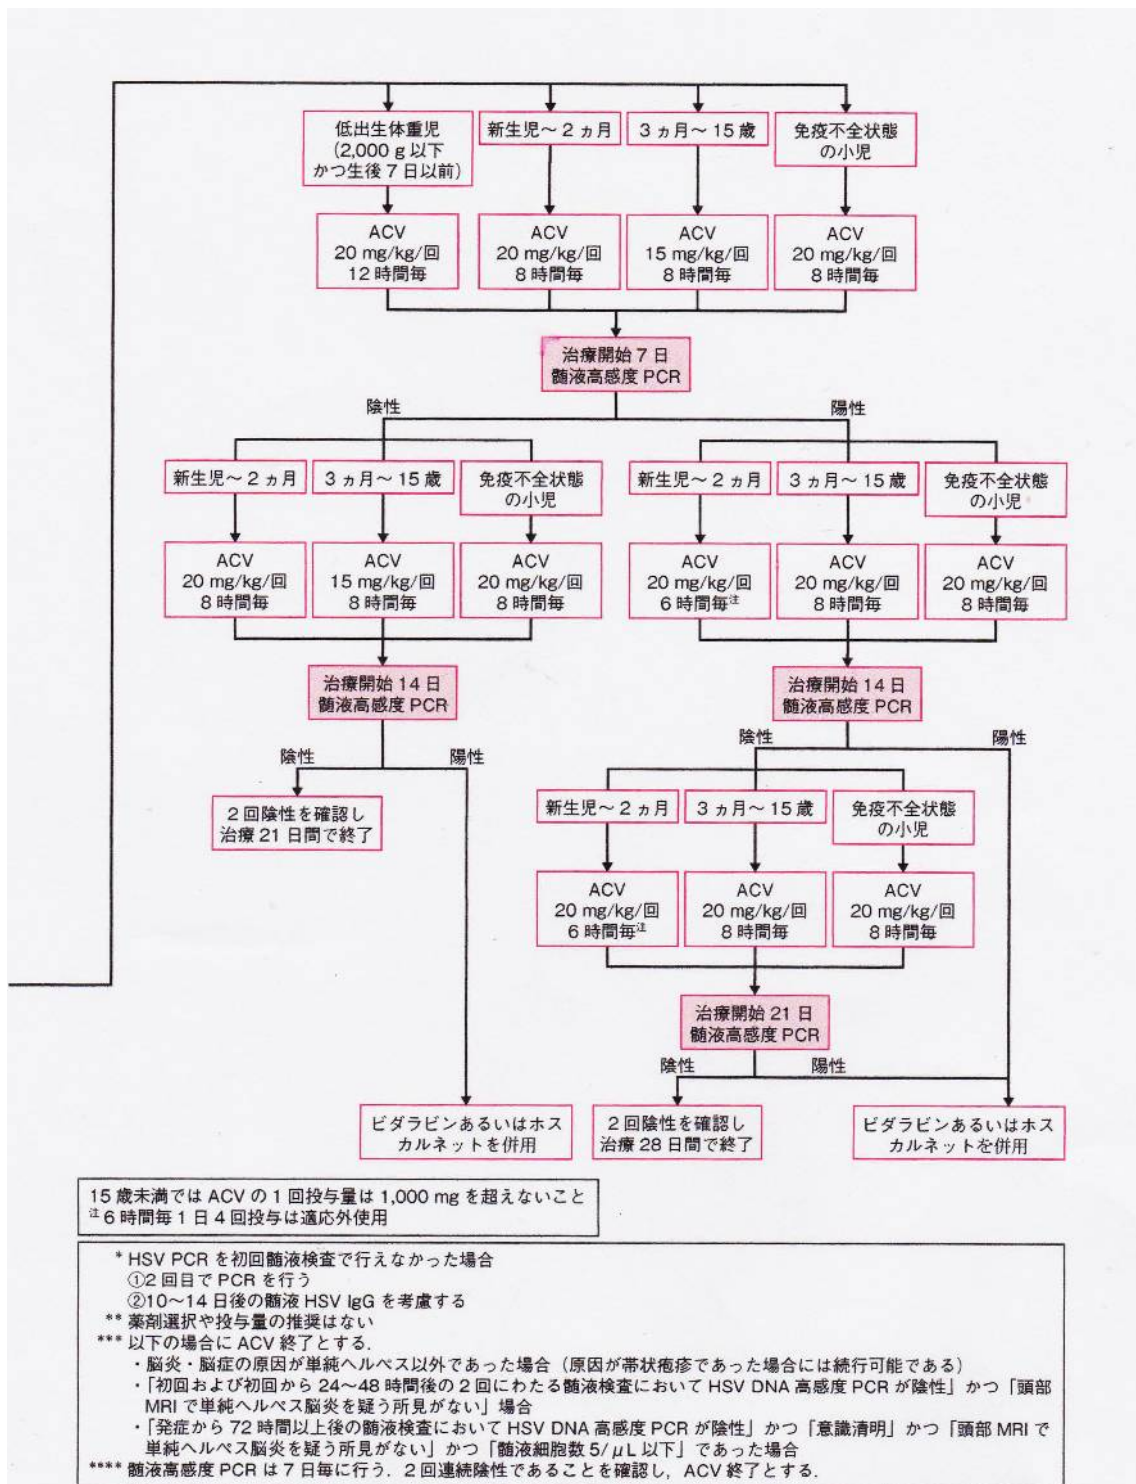 低出生体重児
(2,000 g 以下
かつ生後 7 日以前)
新生児～ 2 ヵ月
3 ヵ月～ 15 歳
免疫不全状態
の小児
ACV
20 mg/kg/回
12 時間毎
ACV
20 mg/kg/回
8 時間毎
ACV
15 mg/kg/回
8 時間毎
ACV
20 mg/kg/回
8 時間毎
治療開始 7 日
髄液高感度 PCR
陰性
陽性
新生児～ 2 ヵ月
3 ヵ月～ 15 歳
免疫不全状態
の小児
新生児～ 2 ヵ月
3 ヵ月～ 15 歳
免疫不全状態
の小児
ACV
20 mg/kg/回
8 時間毎
ACV
15 mg/kg/回
8 時間毎
ACV
20 mg/kg/回
8 時間毎
ACV
20 mg/kg/回
6 時間毎注
ACV
20 mg/kg/回
8 時間毎
ACV
20 mg/kg/回
8 時間毎
治療開始 14 日
髄液高感度 PCR
治療開始 14 日
髄液高感度 PCR
陰性
陽性
陰性
陽性
2 回陰性を確認し
治療 21 日間で終了
新生児～ 2 ヵ月
3 ヵ月～ 15 歳
免疫不全状態
の小児
ACV
20 mg/kg/回
6 時間毎注
ACV
20 mg/kg/回
8 時間毎
ACV
20 mg/kg/回
8 時間毎
治療開始 21 日
髄液高感度 PCR
陰性
陽性
ビダラビンあるいはホス
カルネットを併用
2 回陰性を確認し
治療 28 日間で終了
ビダラビンあるいはホス
カルネットを併用
15 歳未満では ACV の 1 回投与量は 1,000 mg を超えないこと
注 6 時間毎 1 日 4 回投与は適応外使用
* HSV PCR を初回髄液検査で行えなかった場合
①2 回目で PCR を行う
②10～14 日後の髄液 HSV IgG を考慮する
** 薬剤選択や投与量の推奨はない
*** 以下の場合に ACV 終了とする.
・脳炎・脳症の原因が単純ヘルペス以外であった場合（原因が帯状疱疹であった場合には続行可能である）
・「初回および初回から 24～48 時間後の 2 回にわたる髄液検査において HSV DNA 高感度 PCR が陰性」かつ「頭部
MRI で単純ヘルペス脳炎を疑う所見がない」場合
・「発症から 72 時間以上後の髄液検査において HSV DNA 高感度 PCR が陰性」かつ「意識清明」かつ「頭部 MRI で
単純ヘルペス脳炎を疑う所見がない」かつ「髄液細胞数 5/μL 以下」であった場合
**** 髄液高感度 PCR は 7 日毎に行う. 2 回連続陰性であることを確認し, ACV 終了とする.